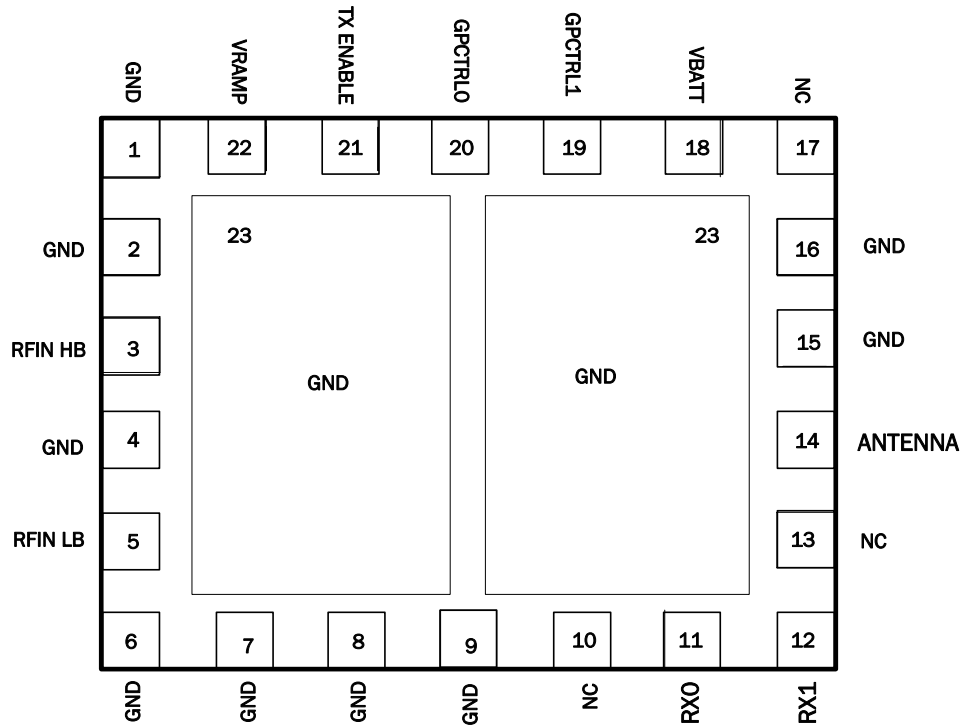 GND
VRAMP
TX ENABLE
GPCTRL0
GPCTRL1
VBATT
NC
1
22
21
20
19
18
17
GND
2
23
23
16
GND
RFIN HB
3
15
GND
GND
GND
GND
4
14
ANTENNA
RFIN LB
5
13
NC
6
7
8
9
10
11
12
GND
GND
GND
GND
NC
RX0
RX1